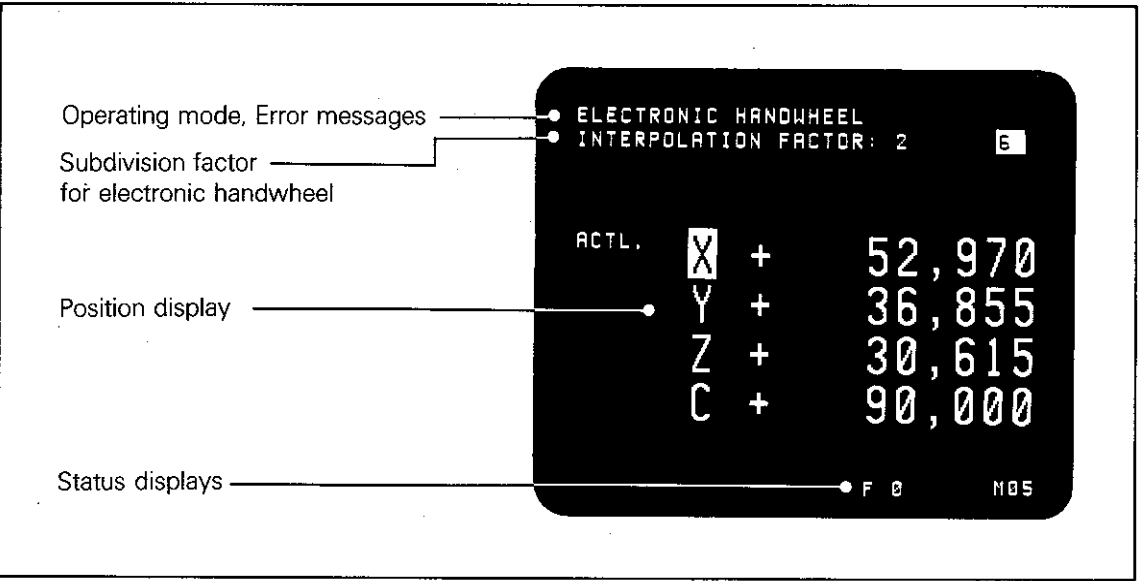 Operating mode, Error messages
Subdivision factor
for electronic handwheel
Position display
Status displays
ELECTRONIC HANDWHEEL
INTERPOLATION FACTOR: 2 6
ACTL. X + 52,970
Y + 36,855
Z + 30,615
C + 90,000
F 0 M05